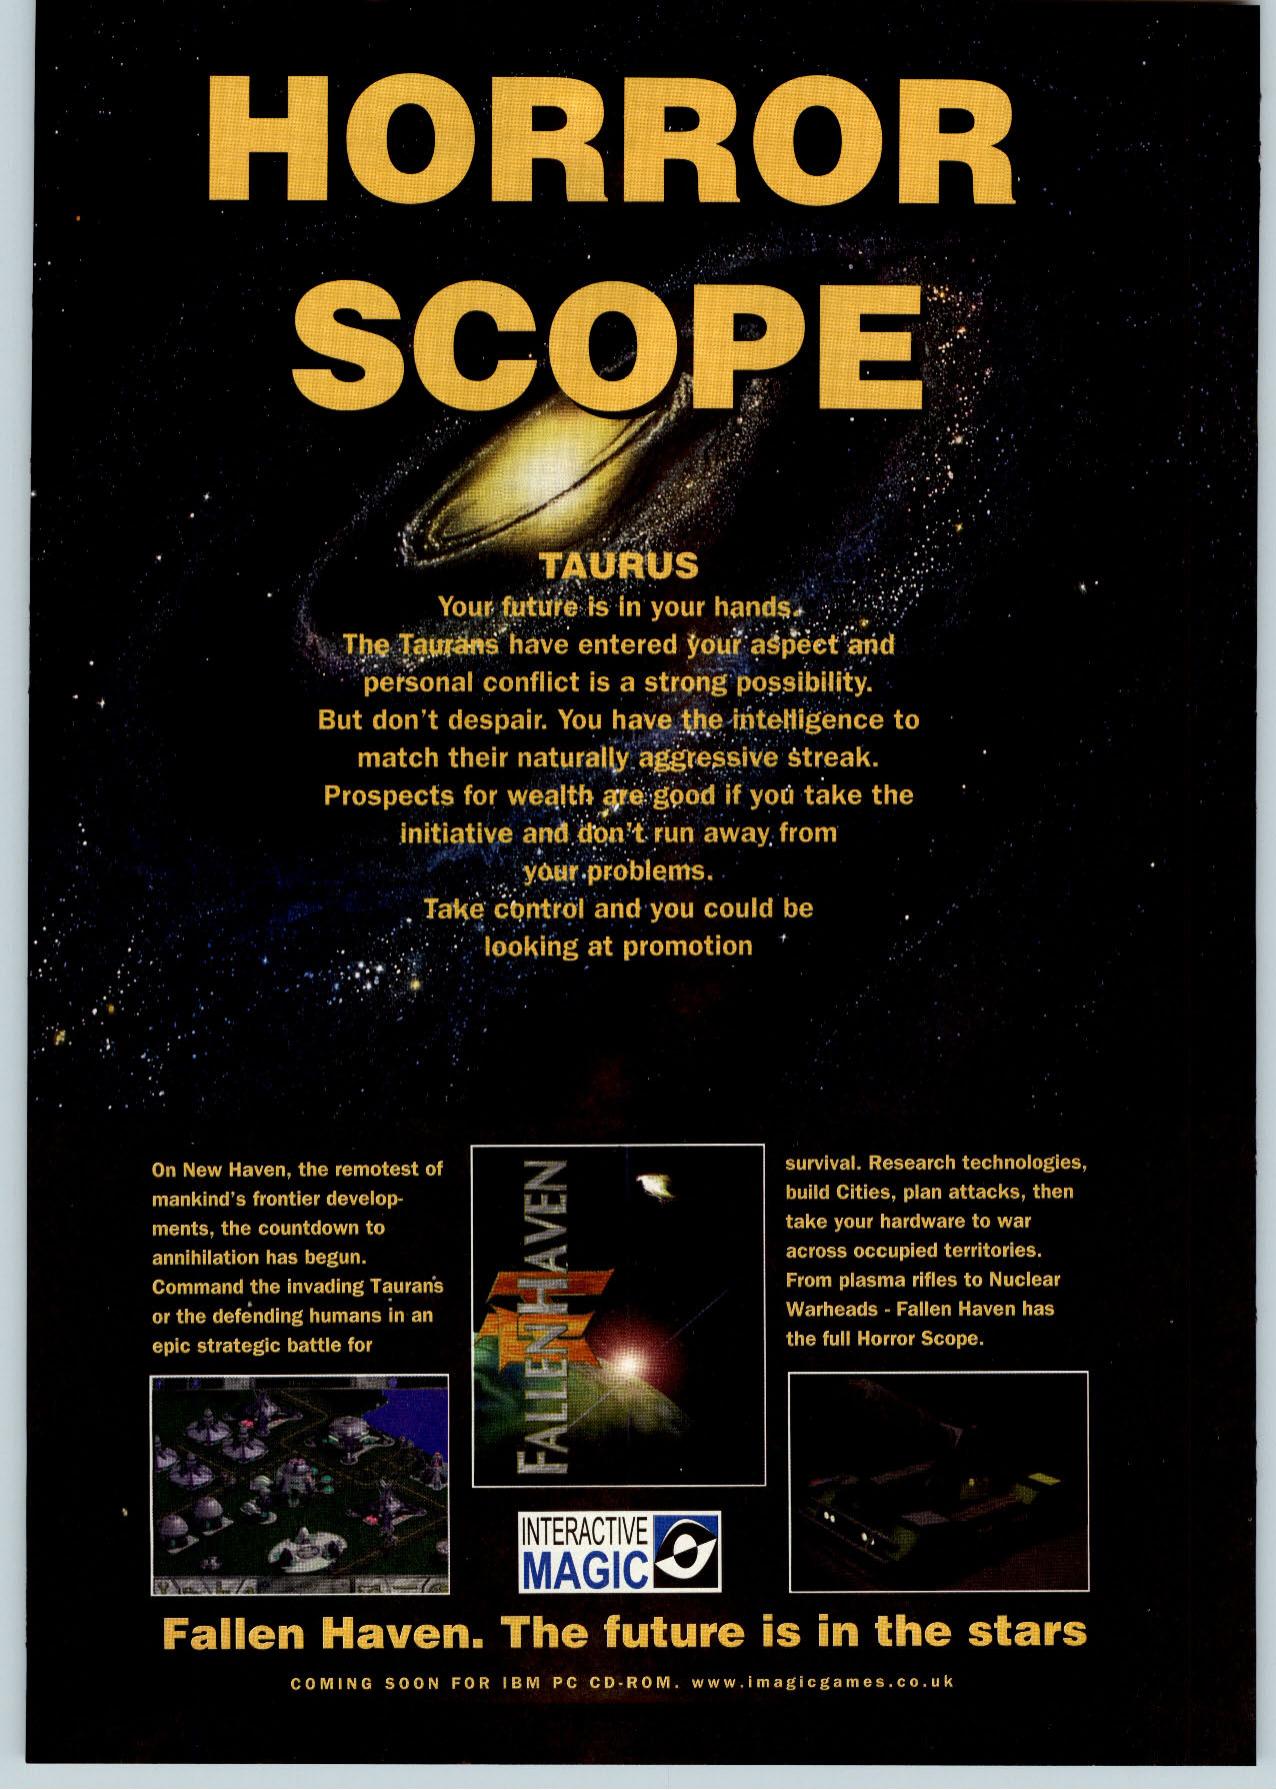 HORROR
SCOPE
TAURUS
Your future is in your hands.
The Taurans have entered your aspect and
personal conflict is a strong possibility.
But don't despair. You have the intelligence to
match their naturally aggressive streak.
Prospects for wealth are good if you take the
initiative and don't run away from
your problems.
Take control and you could be
looking at promotion
On New Haven, the remotest of
mankind's frontier develop-
ments, the countdown to
annihilation has begun.
Command the invading Taurans
or the defending humans in an
epic strategic battle for
FALLEN HAVEN
survival. Research technologies,
build Cities, plan attacks, then
take your hardware to war
across occupied territories.
From plasma rifles to Nuclear
Warheads - Fallen Haven has
the full Horror Scope.
INTERACTIVE
MAGIC
Fallen Haven. The future is in the stars
COMING SOON FOR IBM PC CD-ROM. www.imagicgames.co.uk